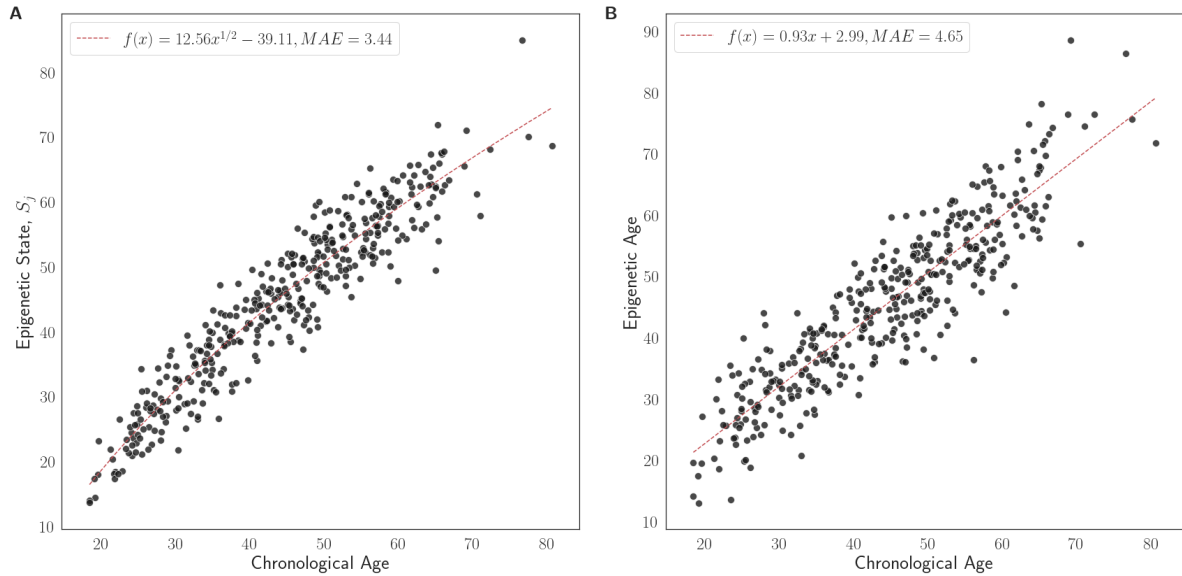 A
f(x) = 12.56x^{1/2} − 39.11, MAE = 3.44
Epigenetic State, S_j
80
70
60
50
40
30
20
10
20 30 40 50 60 70 80
Chronological Age
B
f(x) = 0.93x + 2.99, MAE = 4.65
Epigenetic Age
90
80
70
60
50
40
30
20
10
20 30 40 50 60 70 80
Chronological Age